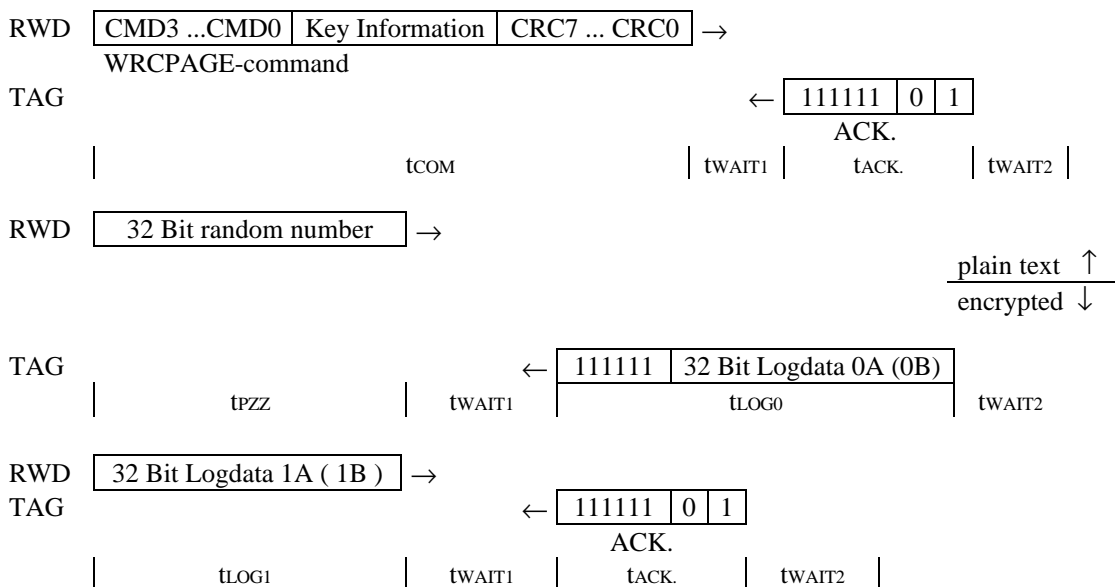 RWD CMD3 ...CMD0 Key Information CRC7 ... CRC0 →
WRCPAGE-command
TAG ← 111111 0 1
ACK.
tCOM tWAIT1 tACK. tWAIT2
RWD 32 Bit random number →
plain text ↑
encrypted ↓
TAG ← 111111 32 Bit Logdata 0A (0B)
tPZZ tWAIT1 tLOG0 tWAIT2
RWD 32 Bit Logdata 1A ( 1B ) →
TAG ← 111111 0 1
ACK.
tLOG1 tWAIT1 tACK. tWAIT2